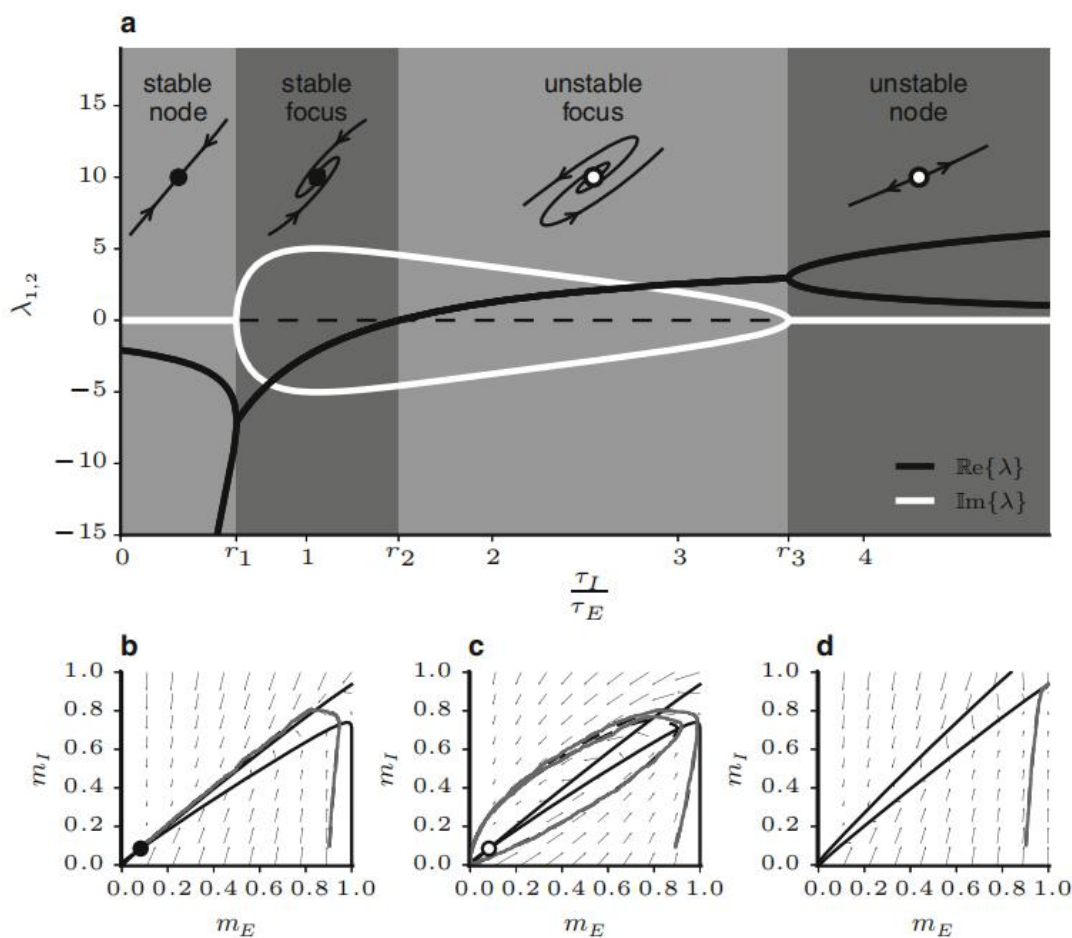 a
stable node
stable focus
unstable focus
unstable node
15
10
5
0
−5
−10
−15
λ1,2
ℝe{λ}
𝕀m{λ}
0 r1 1 r2 2 3 r3 4
τI
τE
b
1.0
0.8
0.6
0.4
0.2
0.0
mI
0.0 0.2 0.4 0.6 0.8 1.0
mE
c
1.0
0.8
0.6
0.4
0.2
0.0
mI
0.0 0.2 0.4 0.6 0.8 1.0
mE
d
1.0
0.8
0.6
0.4
0.2
0.0
mI
0.0 0.2 0.4 0.6 0.8 1.0
mE